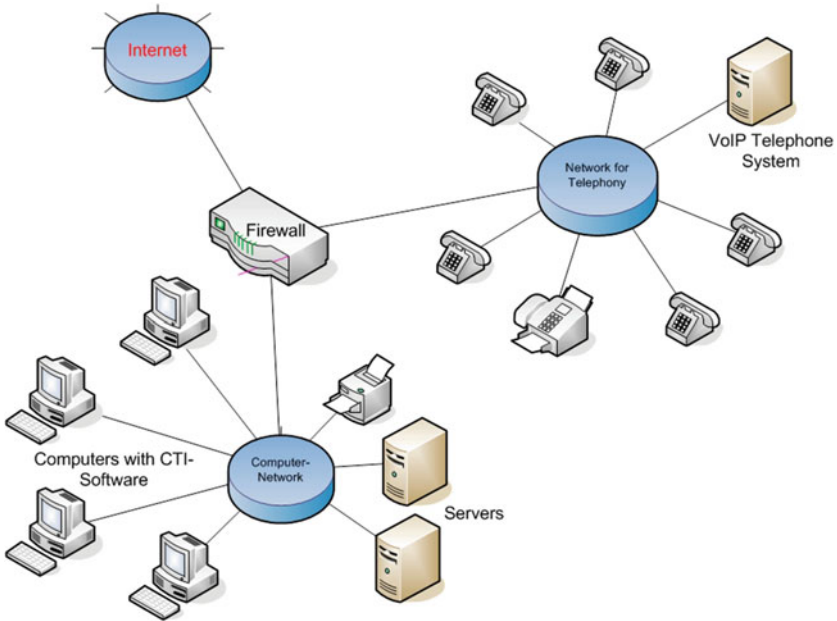 Internet
VoIP Telephone
System
Network for
Telephony
Firewall
Computers with CTI-
Software
Computer-
Network
Servers